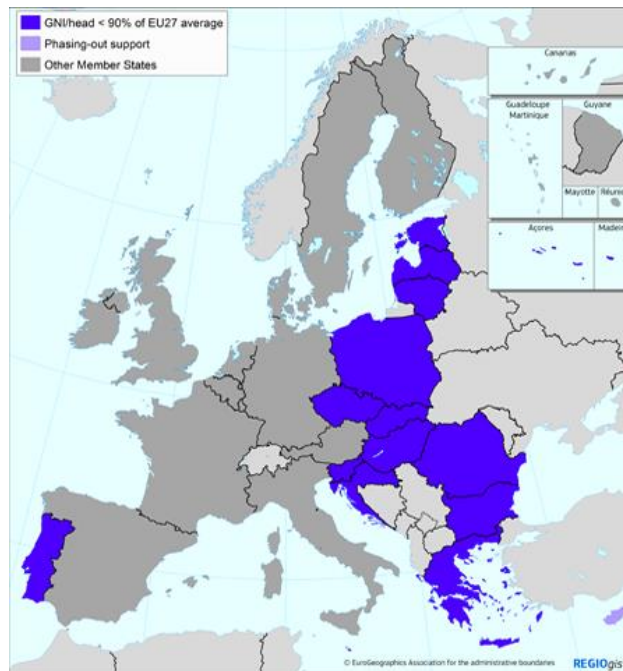 GNI/head < 90% of EU27 average
Phasing-out support
Other Member States
Canarias
Guadeloupe
Martinique
Guyane
Mayotte
Réunion
Açores
Madeira
© EuroGeographics Association for the administrative boundaries
REGIOgis